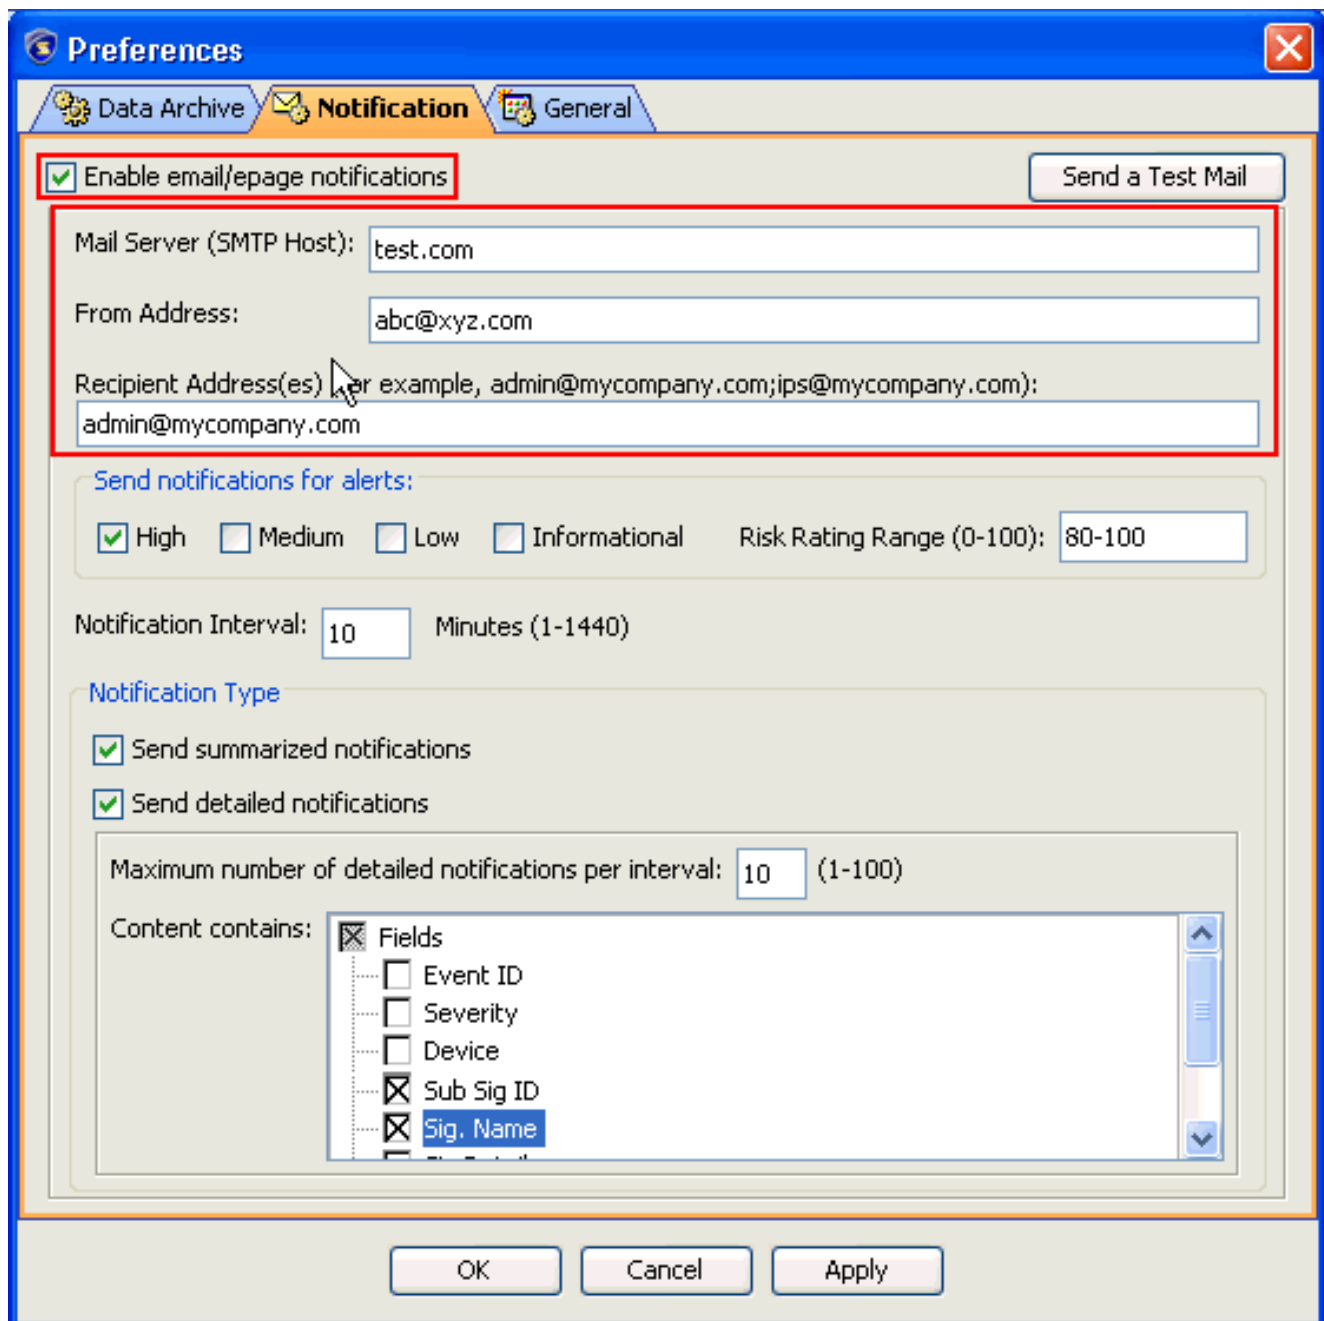 Preferences
Data Archive Notification General
Enable email/epage notifications Send a Test Mail
Mail Server (SMTP Host): test.com
From Address: abc@xyz.com
Recipient Address(es) example, admin@mycompany.com;ips@mycompany.com):
admin@mycompany.com
Send notifications for alerts:
High Medium Low Informational Risk Rating Range (0-100): 80-100
Notification Interval: 10 Minutes (1-1440)
Notification Type
Send summarized notifications
Send detailed notifications
Maximum number of detailed notifications per interval: 10 (1-100)
Content contains: Fields
Event ID
Severity
Device
Sub Sig ID
Sig. Name
OK Cancel Apply